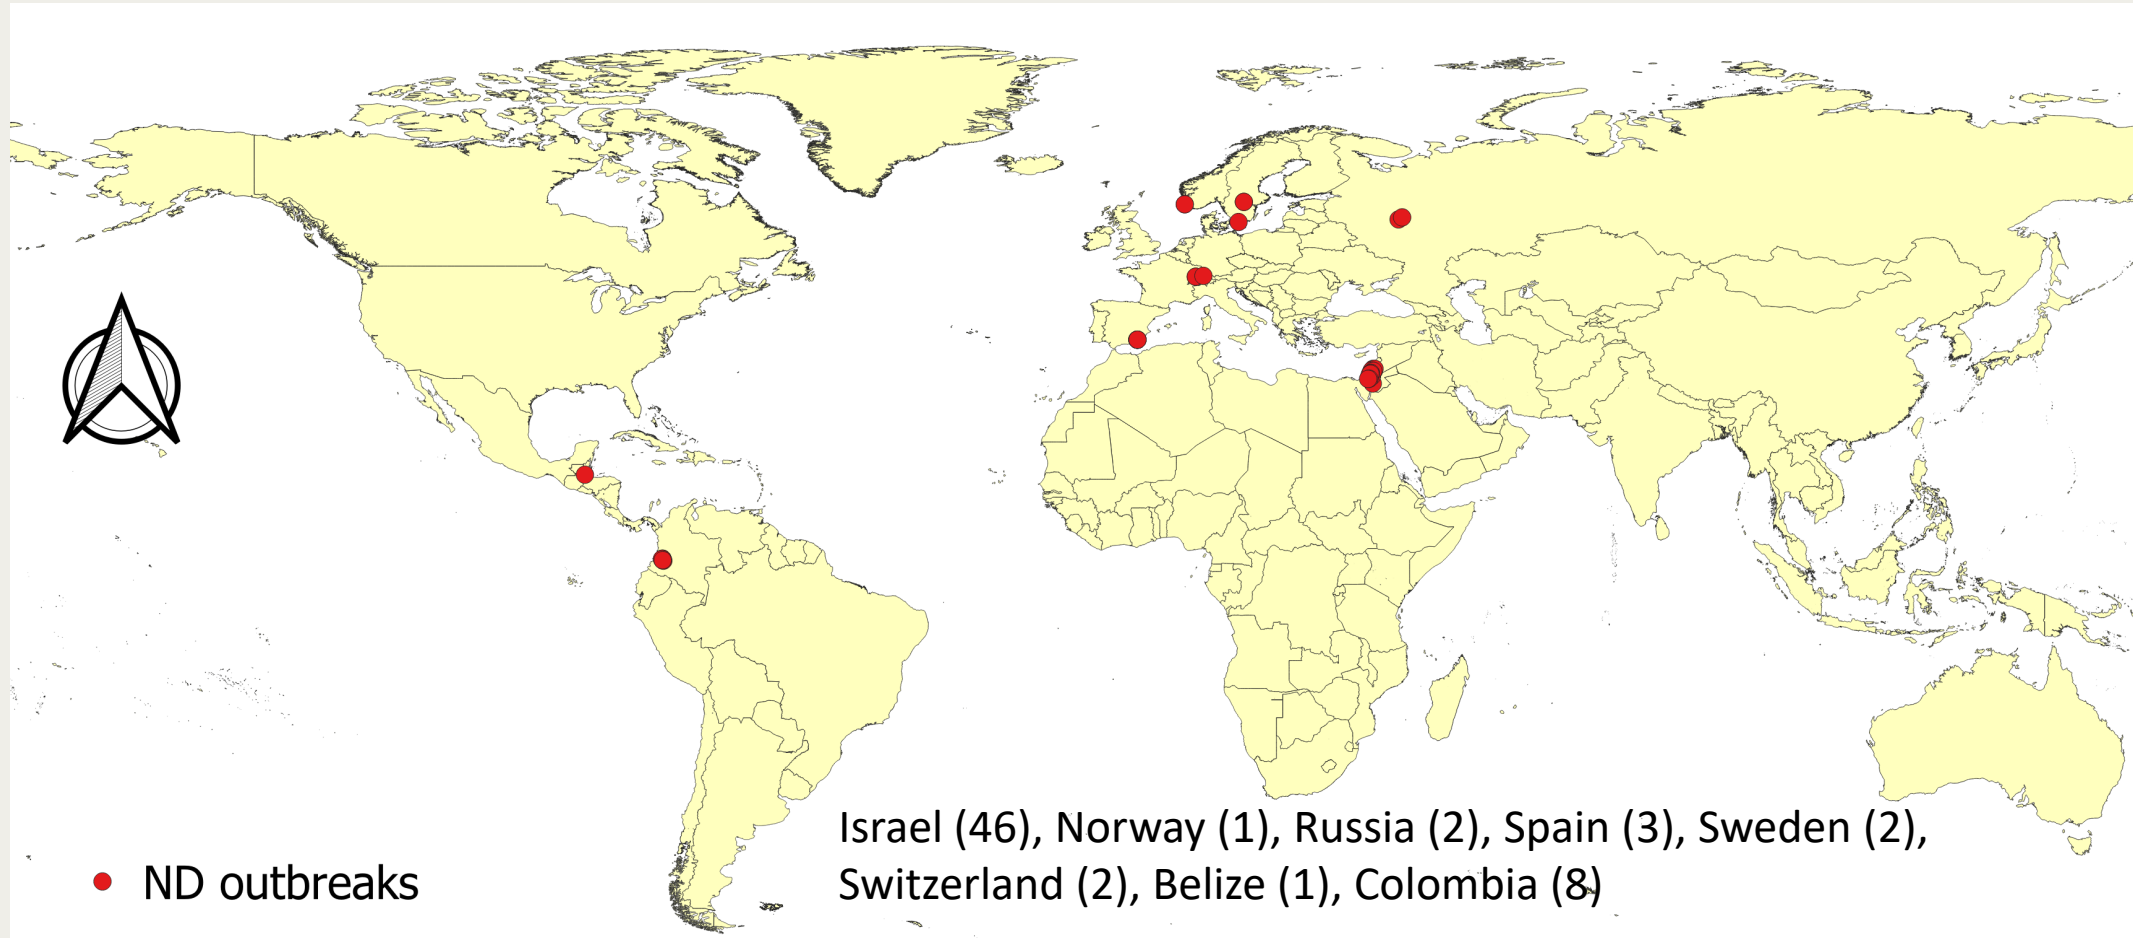 ND outbreaks
Israel (46), Norway (1), Russia (2), Spain (3), Sweden (2),
Switzerland (2), Belize (1), Colombia (8)